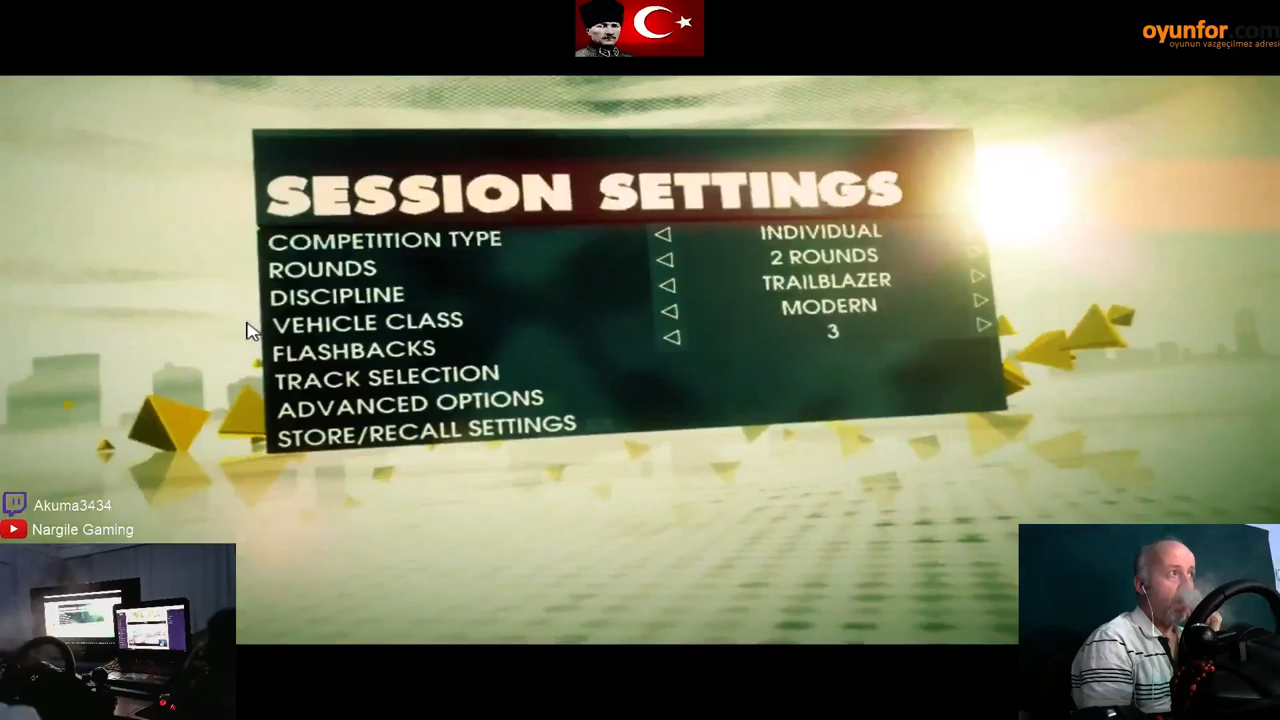 oyunfor.com
oyunun vazgeçilmez adresi
SESSION SETTINGS
COMPETITION TYPE INDIVIDUAL
ROUNDS 2 ROUNDS
DISCIPLINE TRAILBLAZER
VEHICLE CLASS MODERN
FLASHBACKS 3
TRACK SELECTION
ADVANCED OPTIONS
STORE/RECALL SETTINGS
Akuma3434
Nargile Gaming